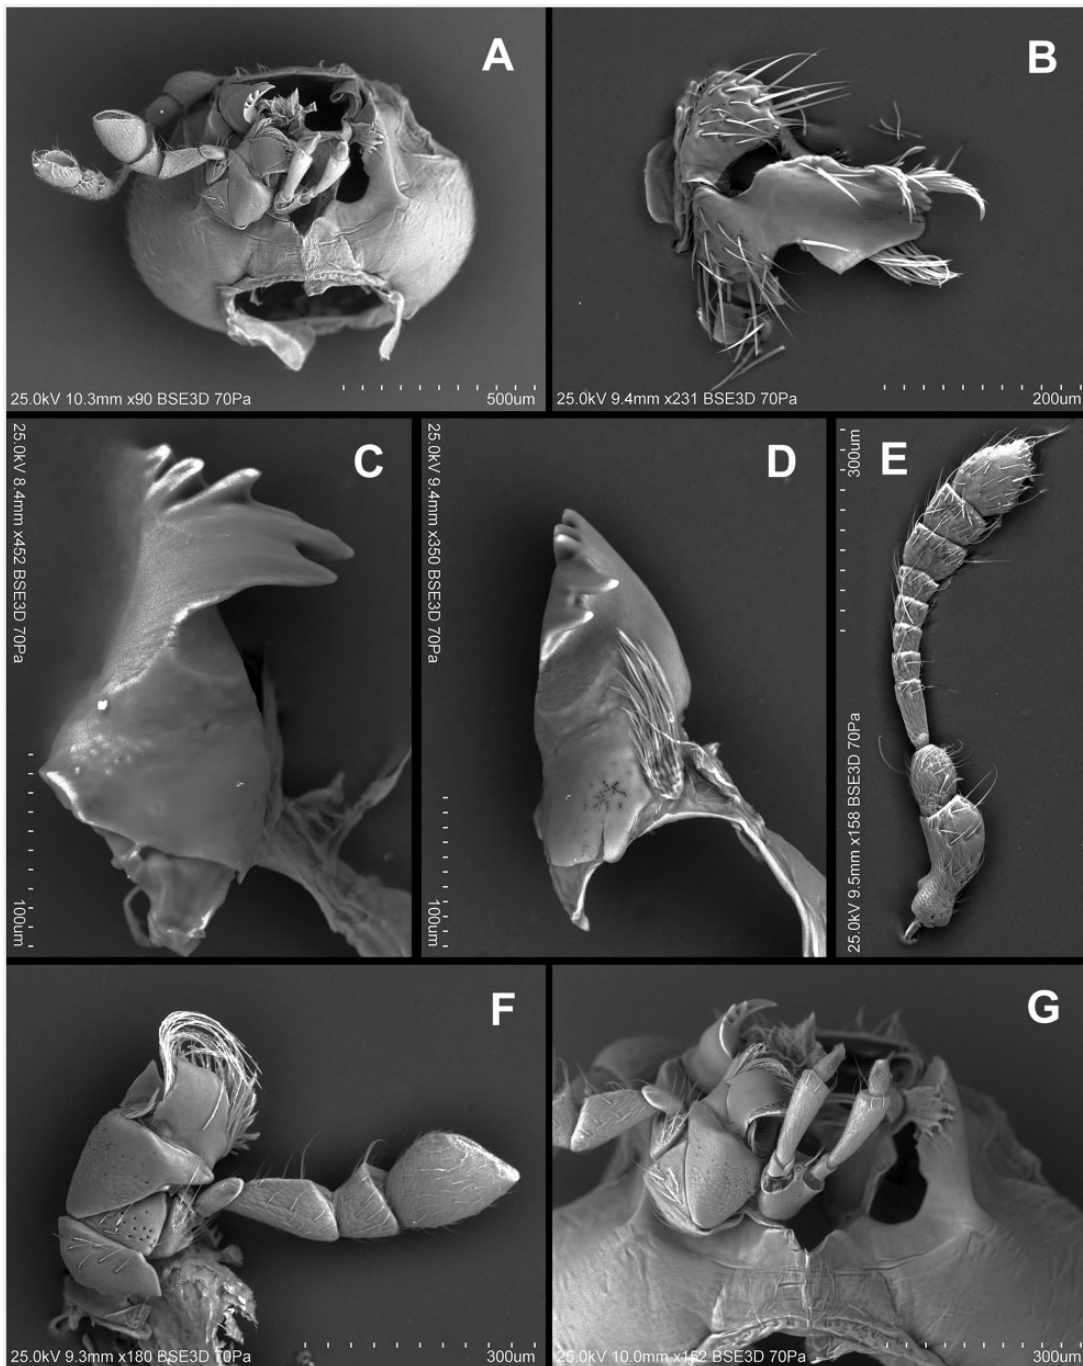 A
25.0kV 10.3mm x90 BSE3D 70Pa
500um
B
25.0kV 9.4mm x231 BSE3D 70Pa
200um
C
25.0kV 8.4mm x452 BSE3D 70Pa
100um
D
25.0kV 9.4mm x350 BSE3D 70Pa
100um
E
25.0kV 9.5mm x158 BSE3D 70Pa
300um
F
25.0kV 9.3mm x180 BSE3D 70Pa
300um
G
25.0kV 10.0mm x152 BSE3D 70Pa
300um